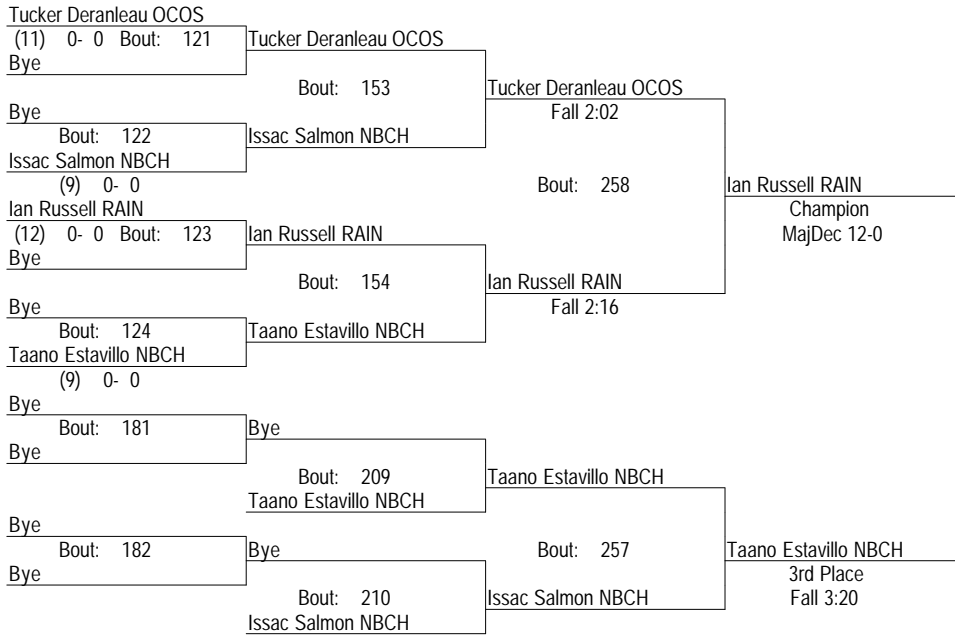 Tucker Deranleau OCOS
(11) 0- 0 Bout: 121
Tucker Deranleau OCOS
Bye
Bout: 153
Tucker Deranleau OCOS
Bye
Fall 2:02
Bout: 122
Issac Salmon NBCH
Issac Salmon NBCH
(9) 0- 0
Bout: 258
Ian Russell RAIN
Ian Russell RAIN
Champion
(12) 0- 0 Bout: 123
Ian Russell RAIN
MajDec 12-0
Bye
Bout: 154
Ian Russell RAIN
Bye
Fall 2:16
Bout: 124
Taano Estavillo NBCH
Taano Estavillo NBCH
(9) 0- 0
Bye
Bout: 181
Bye
Bye
Bout: 209
Taano Estavillo NBCH
Taano Estavillo NBCH
Bye
Bout: 182
Bye
Bout: 257
Taano Estavillo NBCH
Bye
3rd Place
Bout: 210
Issac Salmon NBCH
Fall 3:20
Issac Salmon NBCH